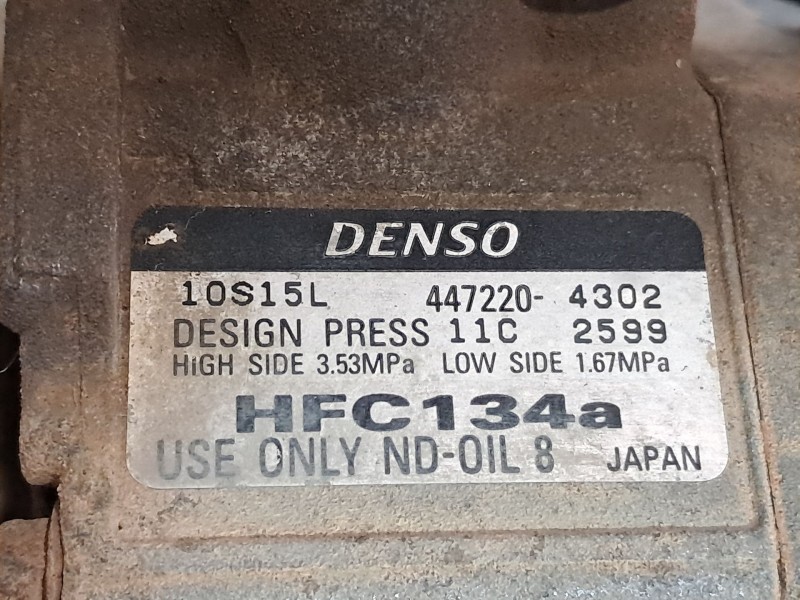 DENSO
10S15L 447220- 4302
DESIGN PRESS 11C 2599
HiGH SIDE 3.53MPa LOW SIDE 1.67MPa
HFC134a
USE ONLY ND-OIL 8 JAPAN